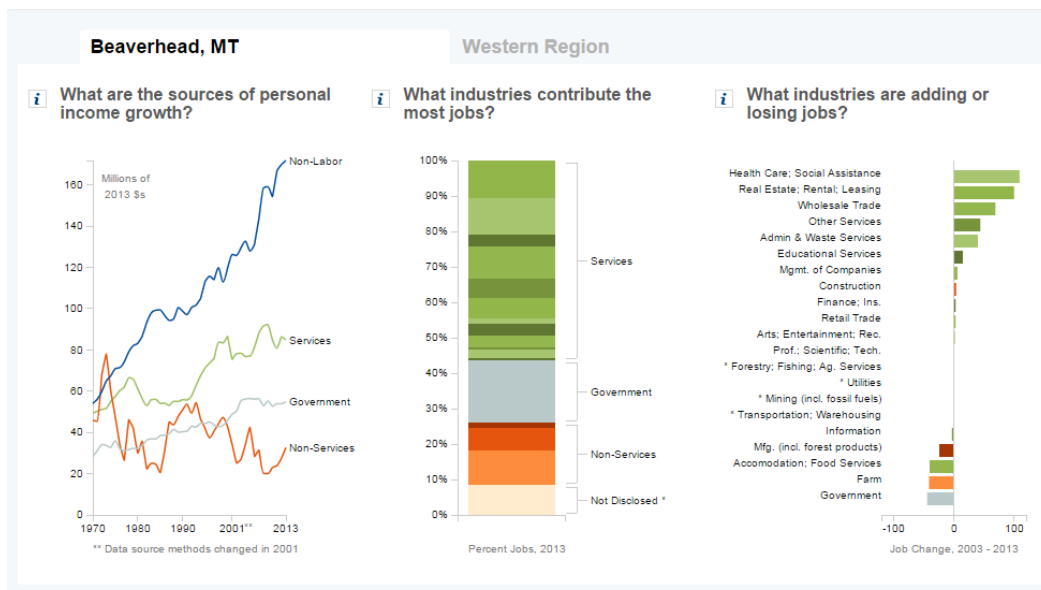 Beaverhead, MT
Western Region
i
What are the sources of personal
income growth?
Millions of
2013 $s
160
140
120
100
80
60
40
20
0
Non-Labor
Services
Government
Non-Services
1970
1980
1990
2001**
2013
** Data source methods changed in 2001
i
What industries contribute the
most jobs?
100%
90%
80%
70%
60%
50%
40%
30%
20%
10%
0%
Services
Government
Non-Services
Not Disclosed *
Percent Jobs, 2013
i
What industries are adding or
losing jobs?
Health Care; Social Assistance
Real Estate; Rental; Leasing
Wholesale Trade
Other Services
Admin & Waste Services
Educational Services
Mgmt. of Companies
Construction
Finance; Ins.
Retail Trade
Arts; Entertainment; Rec.
Prof.; Scientific; Tech.
* Forestry; Fishing; Ag. Services
* Utilities
* Mining (incl. fossil fuels)
* Transportation; Warehousing
Information
Mfg. (incl. forest products)
Accomodation; Food Services
Farm
Government
-100
0
100
Job Change, 2003 - 2013